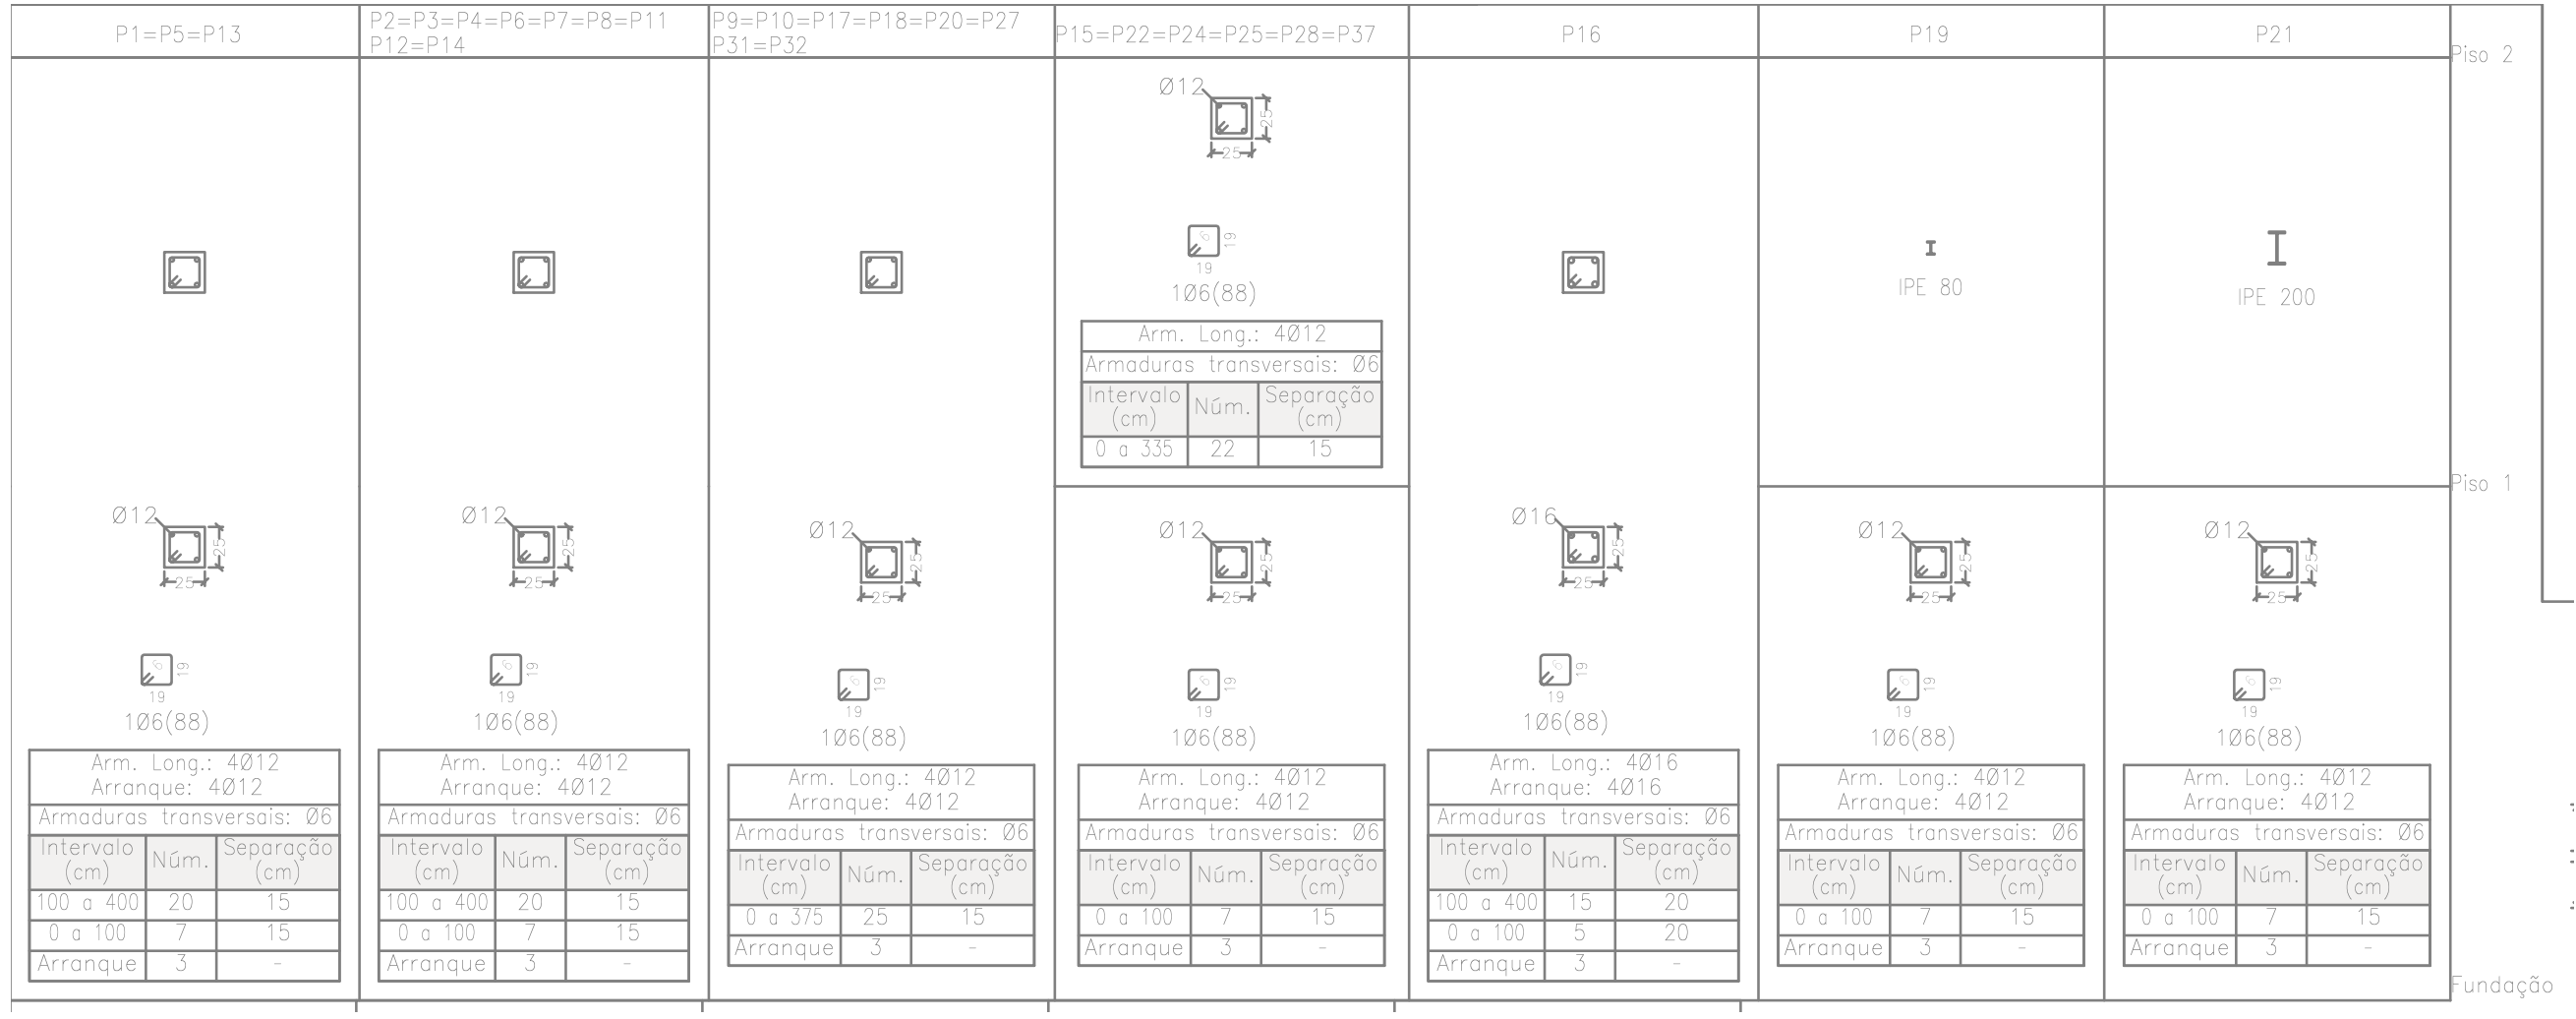 P1=P5=P13
P2=P3=P4=P6=P7=P8=P11
P12=P14
P9=P10=P17=P18=P20=P27
P31=P32
P15=P22=P24=P25=P28=P37
P16
P19
P21
Piso 2
Ø12
25
25
6
19
19
1Ø6(88)
Arm. Long.: 4Ø12
Armaduras transversais: Ø6
Intervalo
(cm)
Núm.
Separação
(cm)
0 a 335
22
15
IPE 80
IPE 200
Piso 1
Ø12
25
25
6
19
19
1Ø6(88)
Arm. Long.: 4Ø12
Arranque: 4Ø12
Armaduras transversais: Ø6
Intervalo
(cm)
Núm.
Separação
(cm)
100 a 400
20
15
0 a 100
7
15
Arranque
3
-
Ø12
25
25
6
19
19
1Ø6(88)
Arm. Long.: 4Ø12
Arranque: 4Ø12
Armaduras transversais: Ø6
Intervalo
(cm)
Núm.
Separação
(cm)
100 a 400
20
15
0 a 100
7
15
Arranque
3
-
Ø12
25
25
6
19
19
1Ø6(88)
Arm. Long.: 4Ø12
Arranque: 4Ø12
Armaduras transversais: Ø6
Intervalo
(cm)
Núm.
Separação
(cm)
0 a 375
25
15
Arranque
3
-
Ø12
25
25
6
19
19
1Ø6(88)
Arm. Long.: 4Ø12
Arranque: 4Ø12
Armaduras transversais: Ø6
Intervalo
(cm)
Núm.
Separação
(cm)
0 a 100
7
15
Arranque
3
-
Ø16
25
25
6
19
19
1Ø6(88)
Arm. Long.: 4Ø16
Arranque: 4Ø16
Armaduras transversais: Ø6
Intervalo
(cm)
Núm.
Separação
(cm)
100 a 400
15
20
0 a 100
5
20
Arranque
3
-
Ø12
25
25
6
19
19
1Ø6(88)
Arm. Long.: 4Ø12
Arranque: 4Ø12
Armaduras transversais: Ø6
Intervalo
(cm)
Núm.
Separação
(cm)
0 a 100
7
15
Arranque
3
-
Ø12
25
25
6
19
19
1Ø6(88)
Arm. Long.: 4Ø12
Arranque: 4Ø12
Armaduras transversais: Ø6
Intervalo
(cm)
Núm.
Separação
(cm)
0 a 100
7
15
Arranque
3
-
Fundação